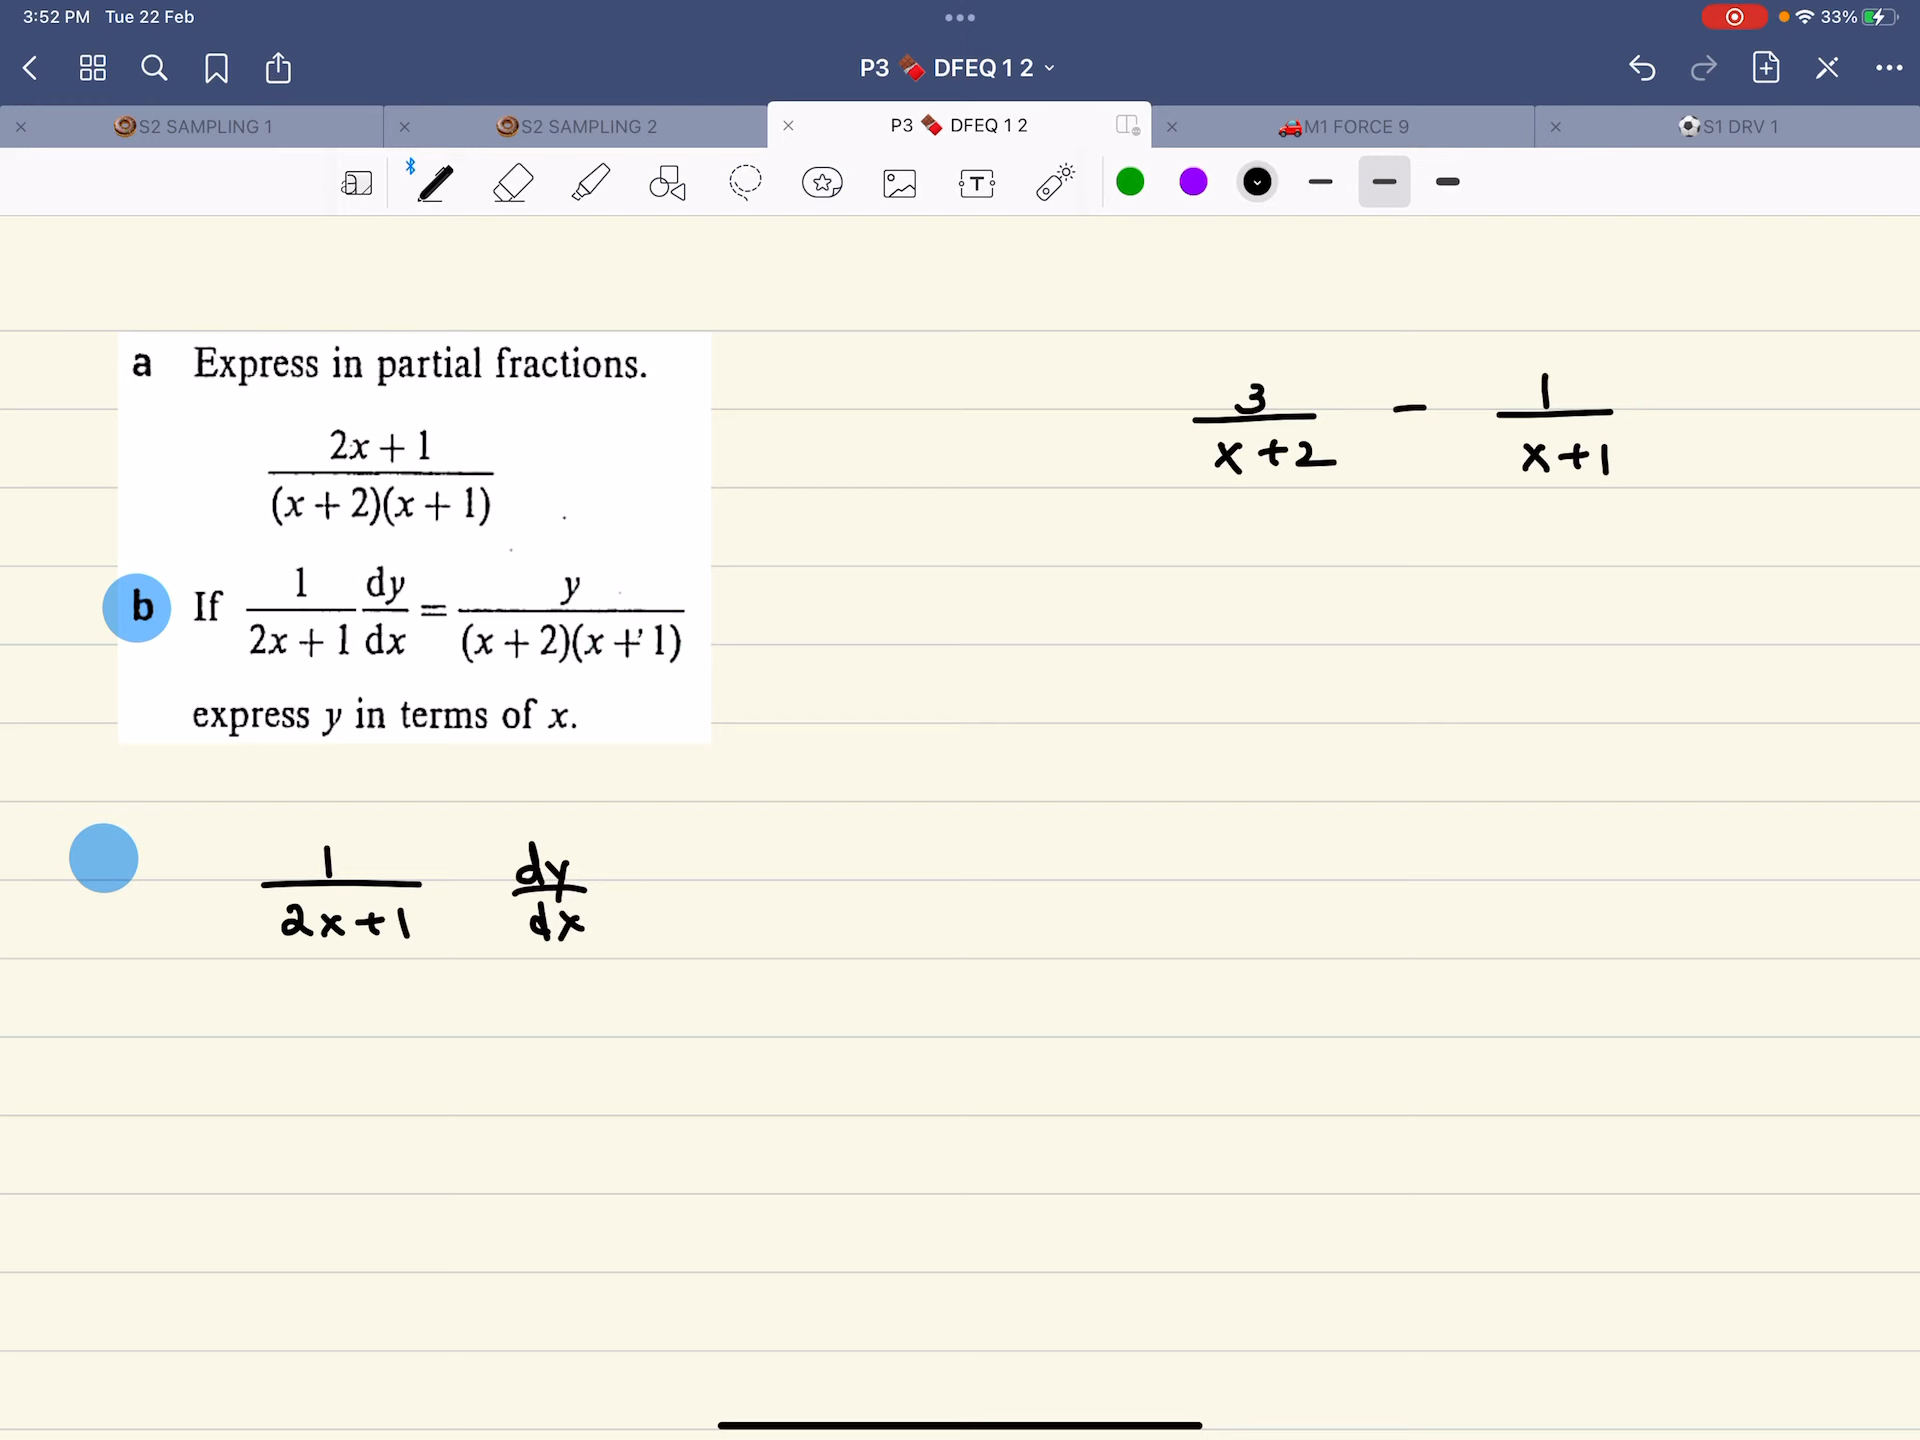 3:52 PM Tue 22 Feb
33%
P3 🍫 DFEQ 1 2
S2 SAMPLING 1
S2 SAMPLING 2
P3 🍫 DFEQ 1 2
M1 FORCE 9
S1 DRV 1
a Express in partial fractions.
2x + 1
(x + 2)(x + 1)
b If 1/(2x + 1) dy/dx = y/((x + 2)(x + 1))
express y in terms of x.
3/(x + 2) - 1/(x + 1)
1/(2x + 1) dy/dx